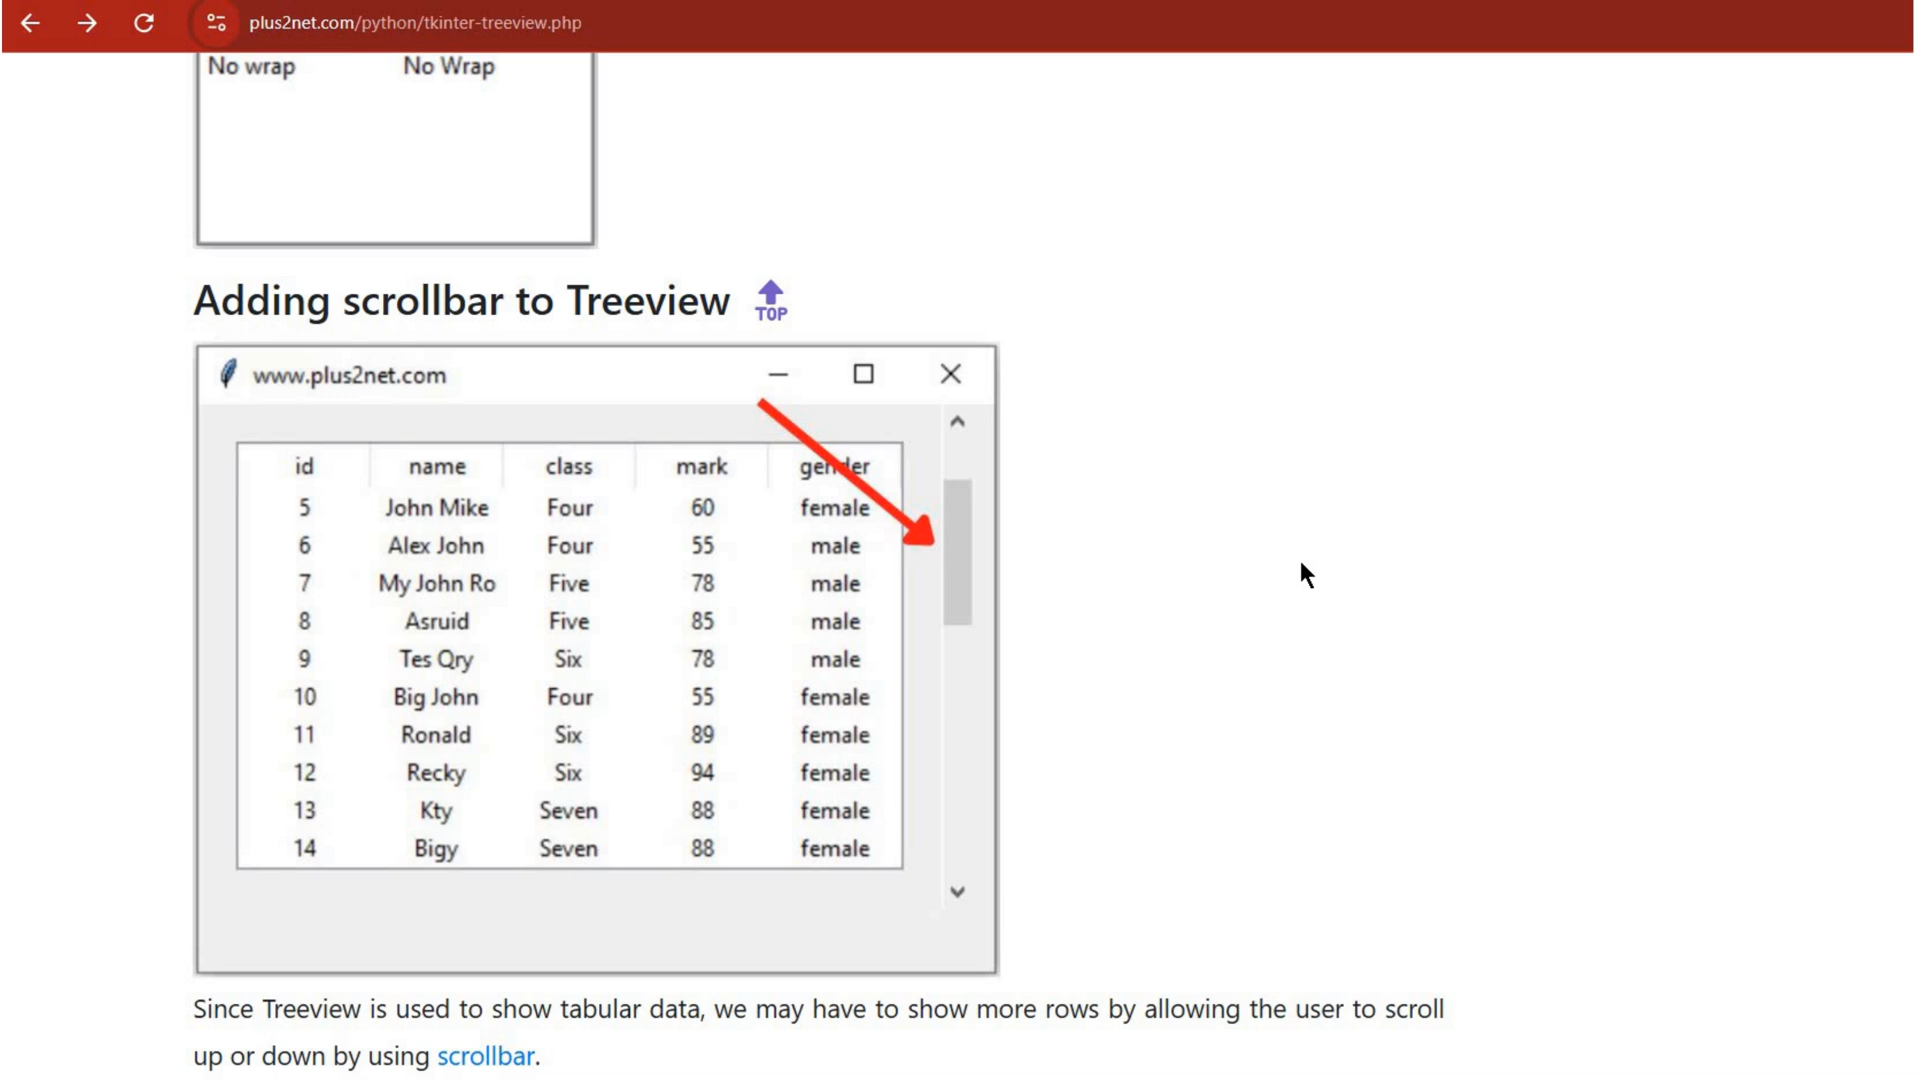 plus2net.com/python/tkinter-treeview.php
No wrap No Wrap
Adding scrollbar to Treeview TOP
www.plus2net.com
id name class mark gender
5 John Mike Four 60 female
6 Alex John Four 55 male
7 My John Ro Five 78 male
8 Asruid Five 85 male
9 Tes Qry Six 78 male
10 Big John Four 55 female
11 Ronald Six 89 female
12 Recky Six 94 female
13 Kty Seven 88 female
14 Bigy Seven 88 female
Since Treeview is used to show tabular data, we may have to show more rows by allowing the user to scroll
up or down by using scrollbar.